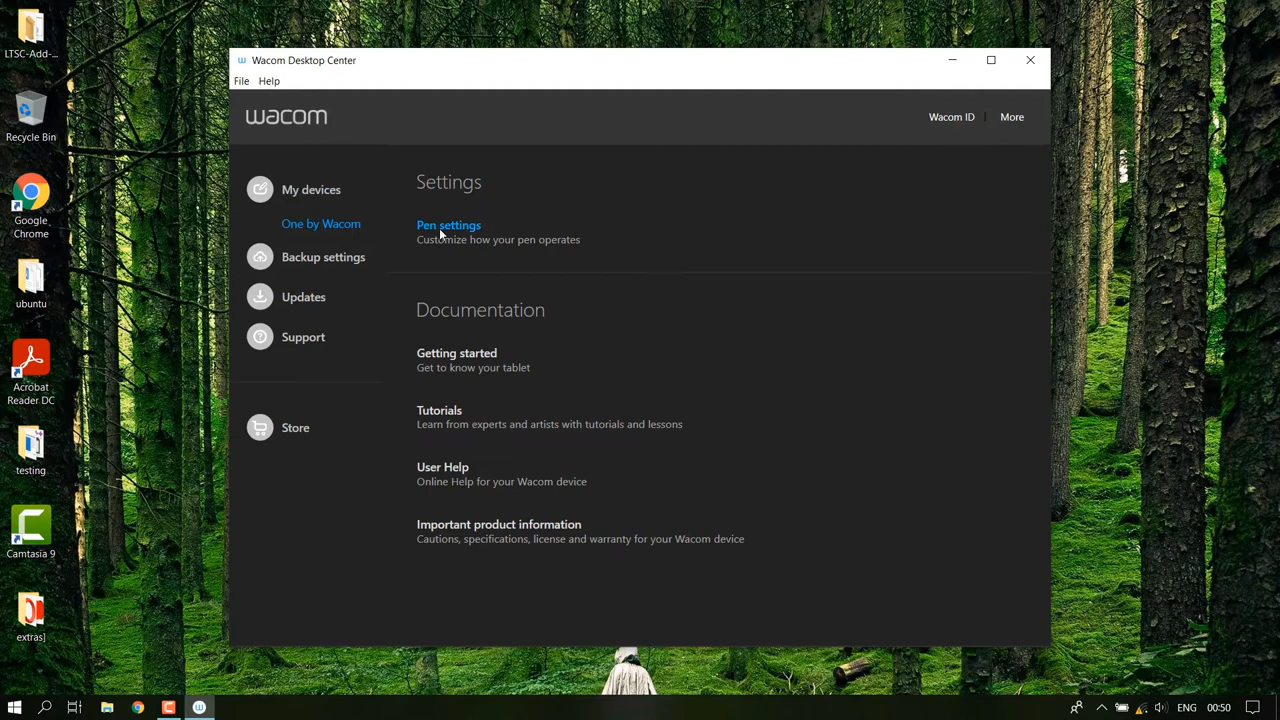 LTSC-Add-...
Recycle Bin
Google
Chrome
ubuntu
Acrobat
Reader DC
testing
Camtasia 9
extras]
Wacom Desktop Center
File Help
wacom
Wacom ID | More
My devices
One by Wacom
Backup settings
Updates
Support
Store
Settings
Pen settings
Customize how your pen operates
Documentation
Getting started
Get to know your tablet
Tutorials
Learn from experts and artists with tutorials and lessons
User Help
Online Help for your Wacom device
Important product information
Cautions, specifications, license and warranty for your Wacom device
ENG 00:50